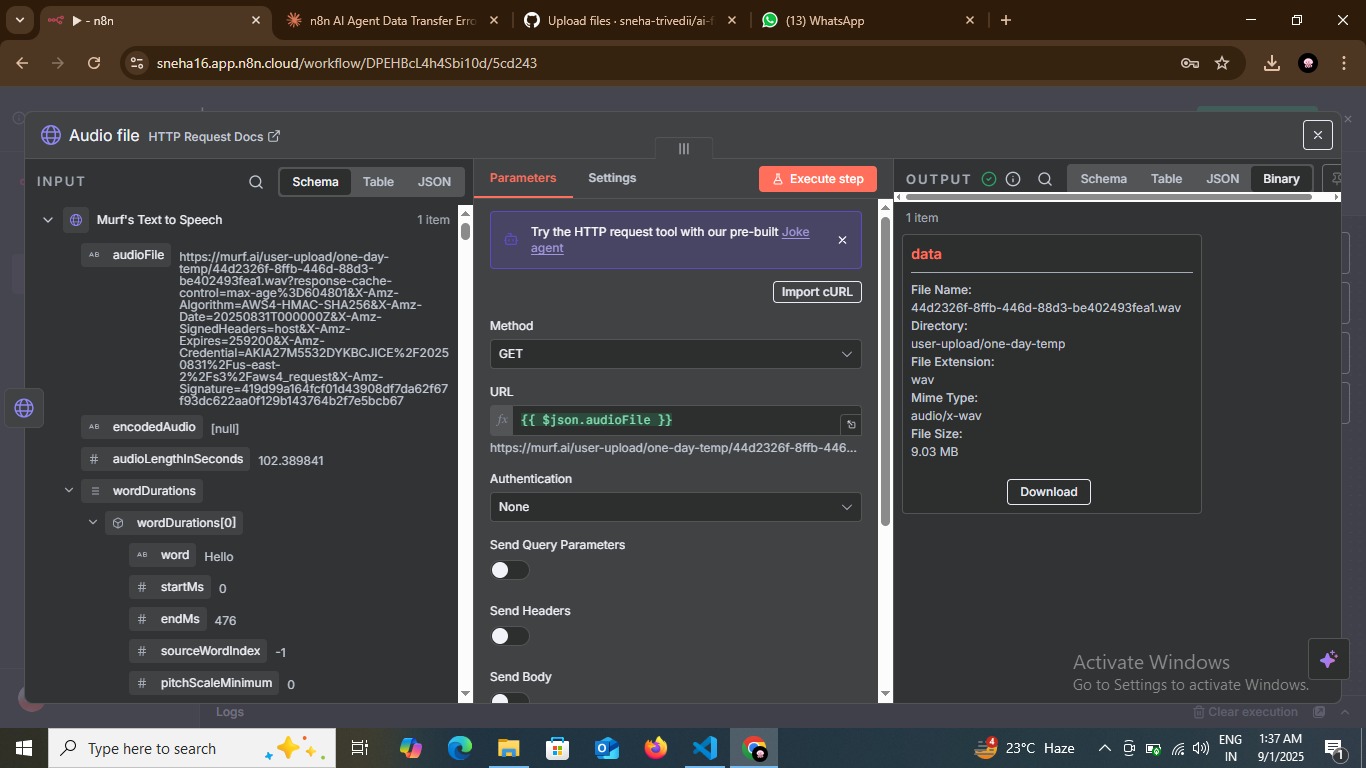 ▶ - n8n
n8n AI Agent Data Transfer Erro
Upload files · sneha-trivedii/ai-f
(13) WhatsApp
sneha16.app.n8n.cloud/workflow/DPEHBcL4h4Sbi10d/5cd243
Audio file HTTP Request Docs
INPUT
Schema
Table
JSON
Murf's Text to Speech
1 item
audioFile
https://murf.ai/user-upload/one-day-
temp/44d2326f-8ffb-446d-88d3-
be402493fea1.wav?response-cache-
control=max-age%3D604801&X-Amz-
Algorithm=AWS4-HMAC-SHA256&X-Amz-
Date=20250831T000000Z&X-Amz-
SignedHeaders=host&X-Amz-
Expires=259200&X-Amz-
Credential=AKIA27M5532DYKBCJICE%2F2025
0831%2Fus-east-
2%2Fs3%2Faws4_request&X-Amz-
Signature=419d99a164fcf01d43908df7da62f67
f93dc622aa0f129b143764b2f7e5bcb67
encodedAudio [null]
audioLengthInSeconds 102.389841
wordDurations
wordDurations[0]
AB word Hello
# startMs 0
# endMs 476
# sourceWordIndex -1
# pitchScaleMinimum 0
Parameters
Settings
Execute step
Try the HTTP request tool with our pre-built Joke
agent
Import cURL
Method
GET
URL
fx {{ $json.audioFile }}
https://murf.ai/user-upload/one-day-temp/44d2326f-8ffb-446...
Authentication
None
Send Query Parameters
Send Headers
Send Body
OUTPUT
Schema
Table
JSON
Binary
1 item
data
File Name:
44d2326f-8ffb-446d-88d3-be402493fea1.wav
Directory:
user-upload/one-day-temp
File Extension:
wav
Mime Type:
audio/x-wav
File Size:
9.03 MB
Download
Activate Windows
Go to Settings to activate Windows.
Logs
Clear execution
Type here to search
4
23°C Haze
ENG
IN
1:37 AM
9/1/2025
1